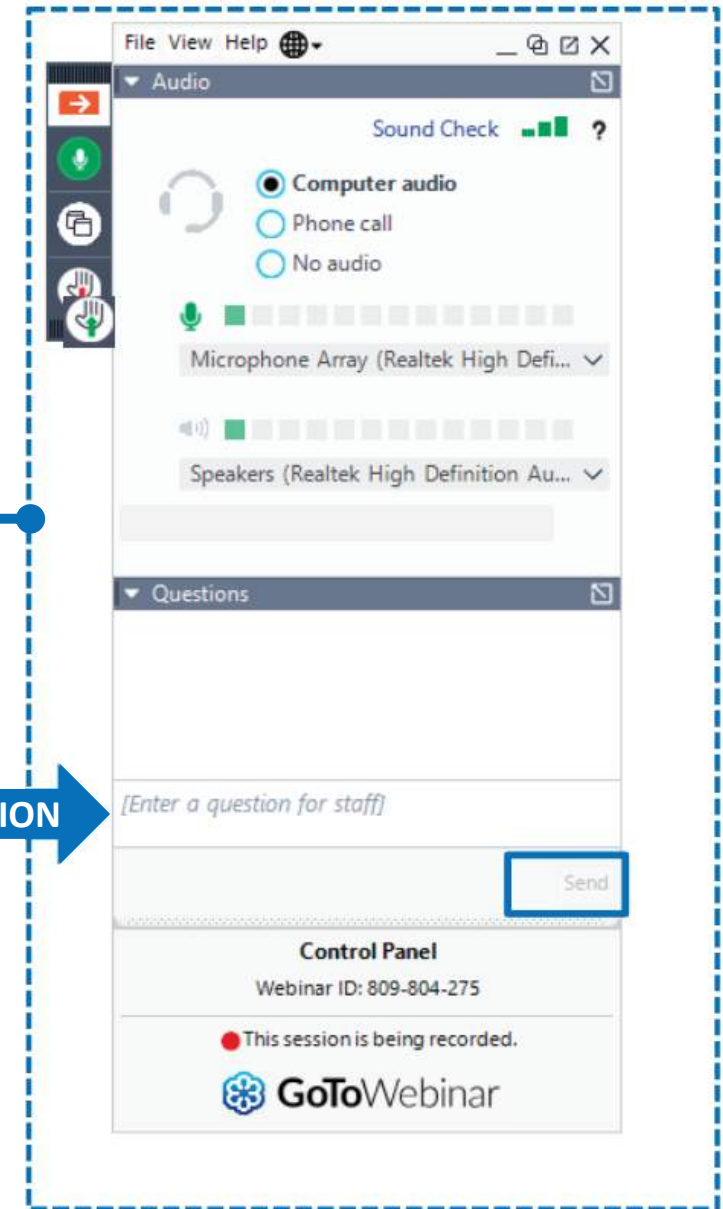 File View Help
Audio
Sound Check ?
Computer audio
Phone call
No audio
Microphone Array (Realtek High Defi...
Speakers (Realtek High Definition Au...
Questions
ION
[Enter a question for staff]
Send
Control Panel
Webinar ID: 809-804-275
This session is being recorded.
GoToWebinar